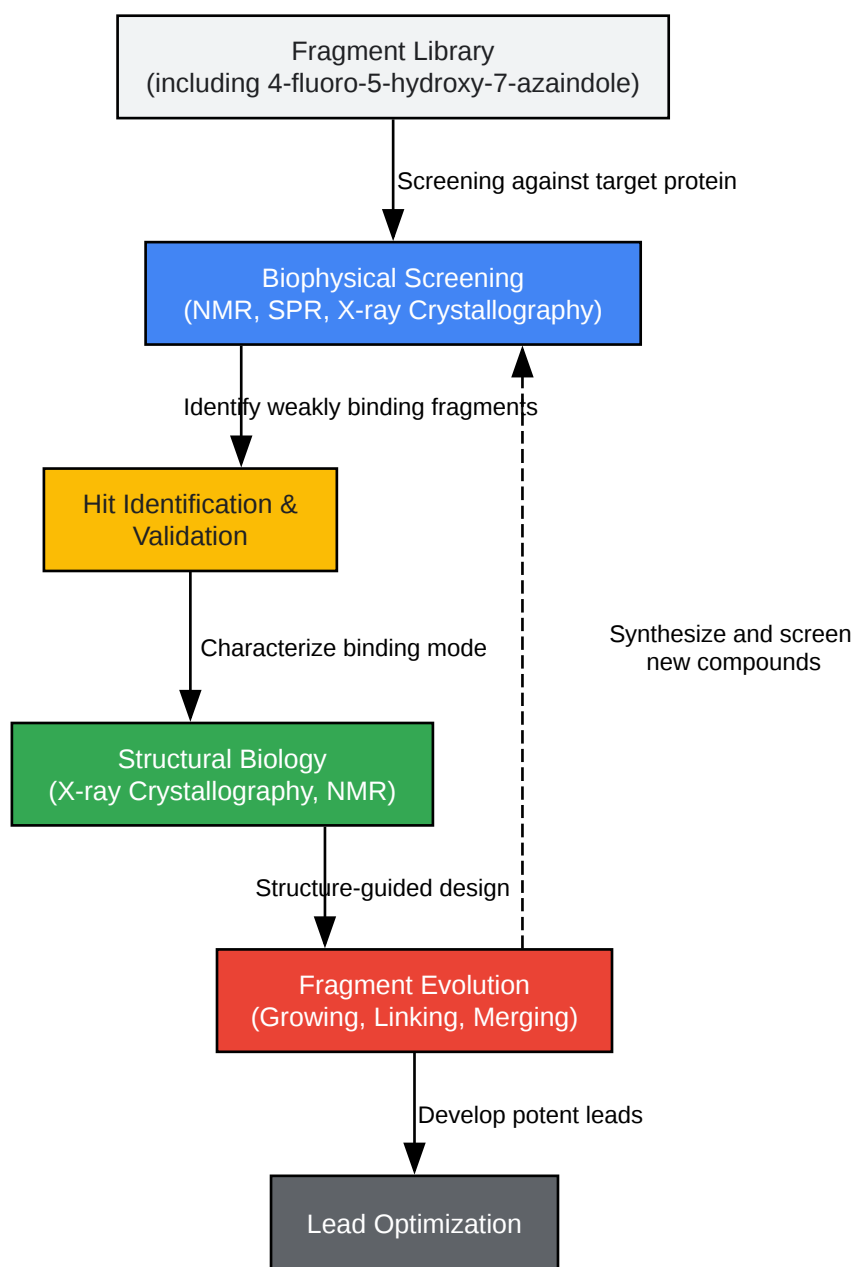 Fragment Library
(including 4-fluoro-5-hydroxy-7-azaindole)
Screening against target protein
Biophysical Screening
(NMR, SPR, X-ray Crystallography)
Identify weakly binding fragments
Hit Identification &
Validation
Characterize binding mode
Synthesize and screen
new compounds
Structural Biology
(X-ray Crystallography, NMR)
Structure-guided design
Fragment Evolution
(Growing, Linking, Merging)
Develop potent leads
Lead Optimization